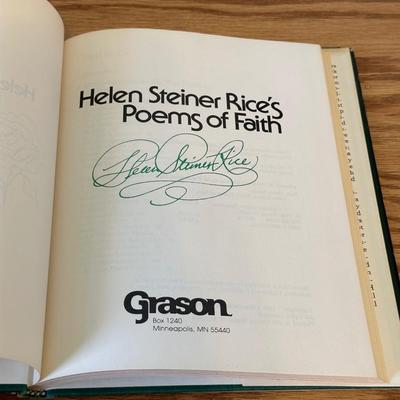 Helen Steiner Rice's
Poems of Faith
Helen Steiner Rice
Grason
Box 1240
Minneapolis, MN 55440